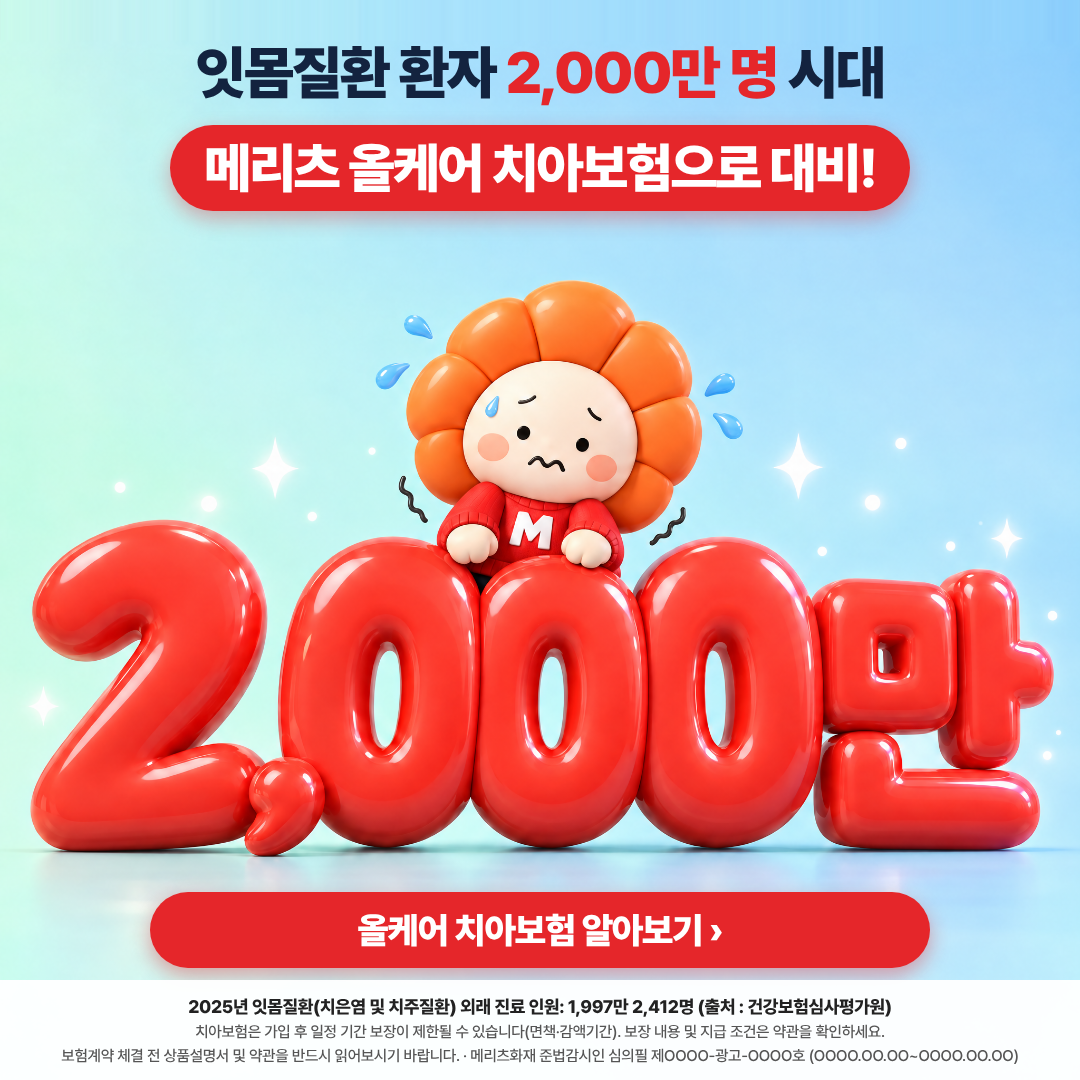 잇몸질환 환자 2,000만 명 시대
메리츠 올케어 치아보험으로 대비!
M
2,000만
올케어 치아보험 알아보기 ›
2025년 잇몸질환(치은염 및 치주질환) 외래 진료 인원: 1,997만 2,412명 (출처 : 건강보험심사평가원)
치아보험은 가입 후 일정 기간 보장이 제한될 수 있습니다(면책·감액기간). 보장 내용 및 지급 조건은 약관을 확인하세요.
보험계약 체결 전 상품설명서 및 약관을 반드시 읽어보시기 바랍니다. · 메리츠화재 준법감시인 심의필 제OOOO-광고-OOOO호 (OOOO.OO.OO~OOOO.OO.OO)